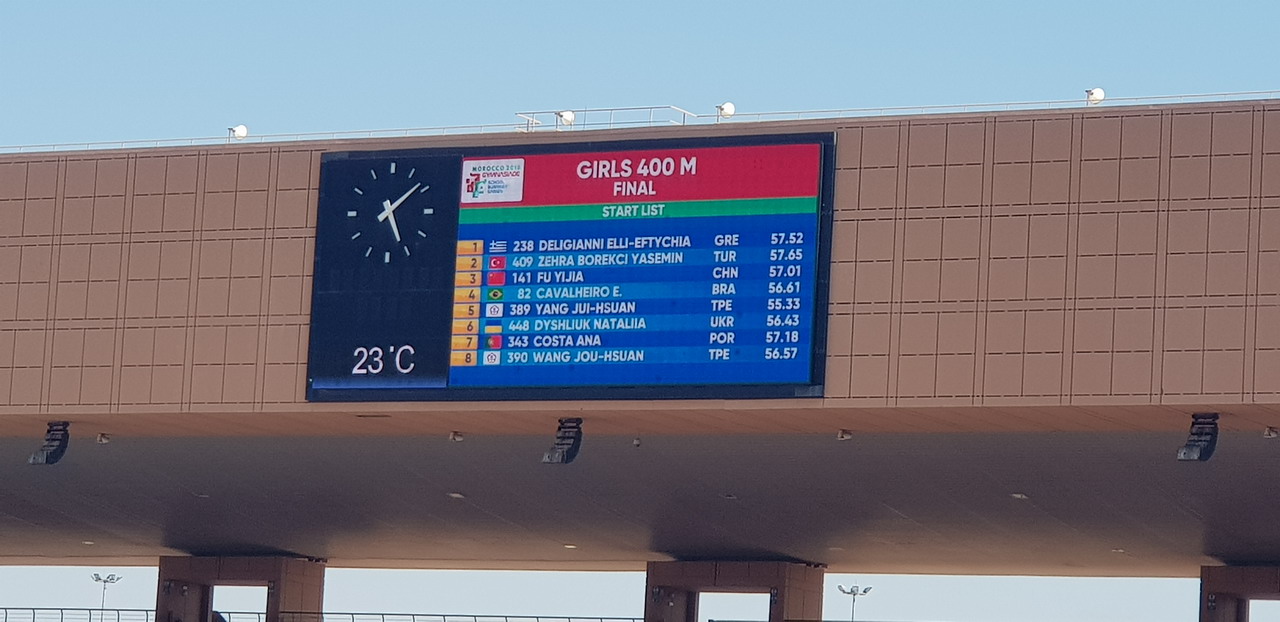 MOROCCO 2018
GYMNASIADE
GIRLS 400 M
FINAL
START LIST
1 238 DELIGIANNI ELLI-EFTYCHIA GRE 57.52
2 409 ZEHRA BOREKCI YASEMIN TUR 57.65
3 141 FU YIJIA CHN 57.01
4 82 CAVALHEIRO E. BRA 56.61
5 389 YANG JUI-HSUAN TPE 55.33
6 448 DYSHLIUK NATALIIA UKR 56.43
7 343 COSTA ANA POR 57.18
8 390 WANG JOU-HSUAN TPE 56.57
23°C